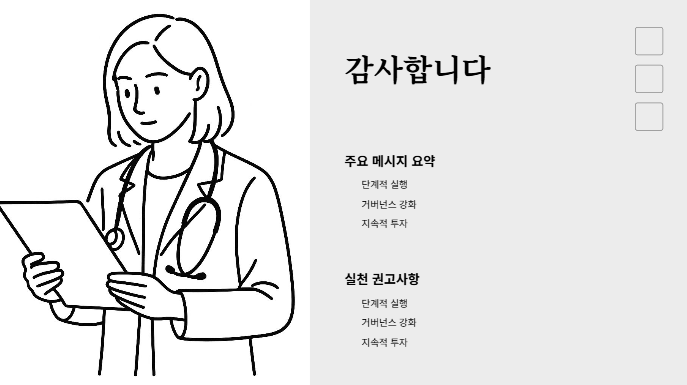 감사합니다
주요 메시지 요약
단계적 실행
거버넌스 강화
지속적 투자
실천 권고사항
단계적 실행
거버넌스 강화
지속적 투자